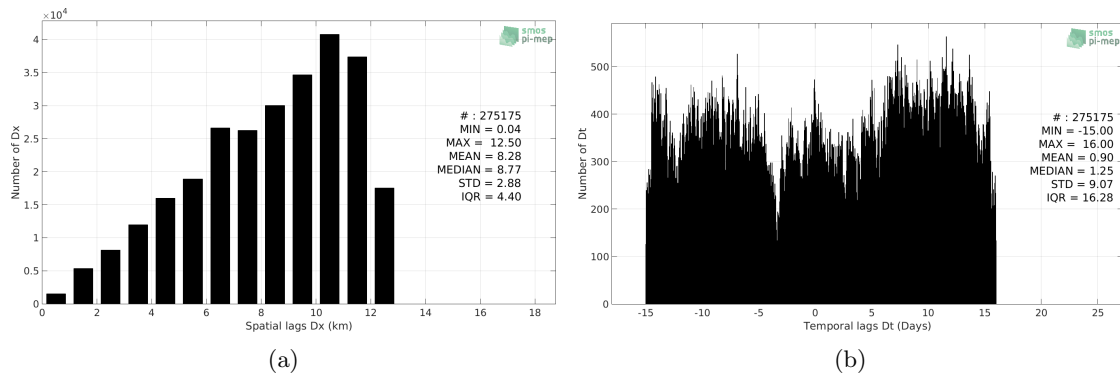 ×10⁴
4
3.5
3
2.5
2
1.5
1
0.5
0
Number of Dx
0 2 4 6 8 10 12 14 16 18
Spatial lags Dx (km)
smos
pi-mep
# : 275175
MIN = 0.04
MAX = 12.50
MEAN = 8.28
MEDIAN = 8.77
STD = 2.88
IQR = 4.40
(a)
500
400
300
200
100
0
Number of Dt
-15 -10 -5 0 5 10 15 20 25
Temporal lags Dt (Days)
smos
pi-mep
# : 275175
MIN = -15.00
MAX = 16.00
MEAN = 0.90
MEDIAN = 1.25
STD = 9.07
IQR = 16.28
(b)